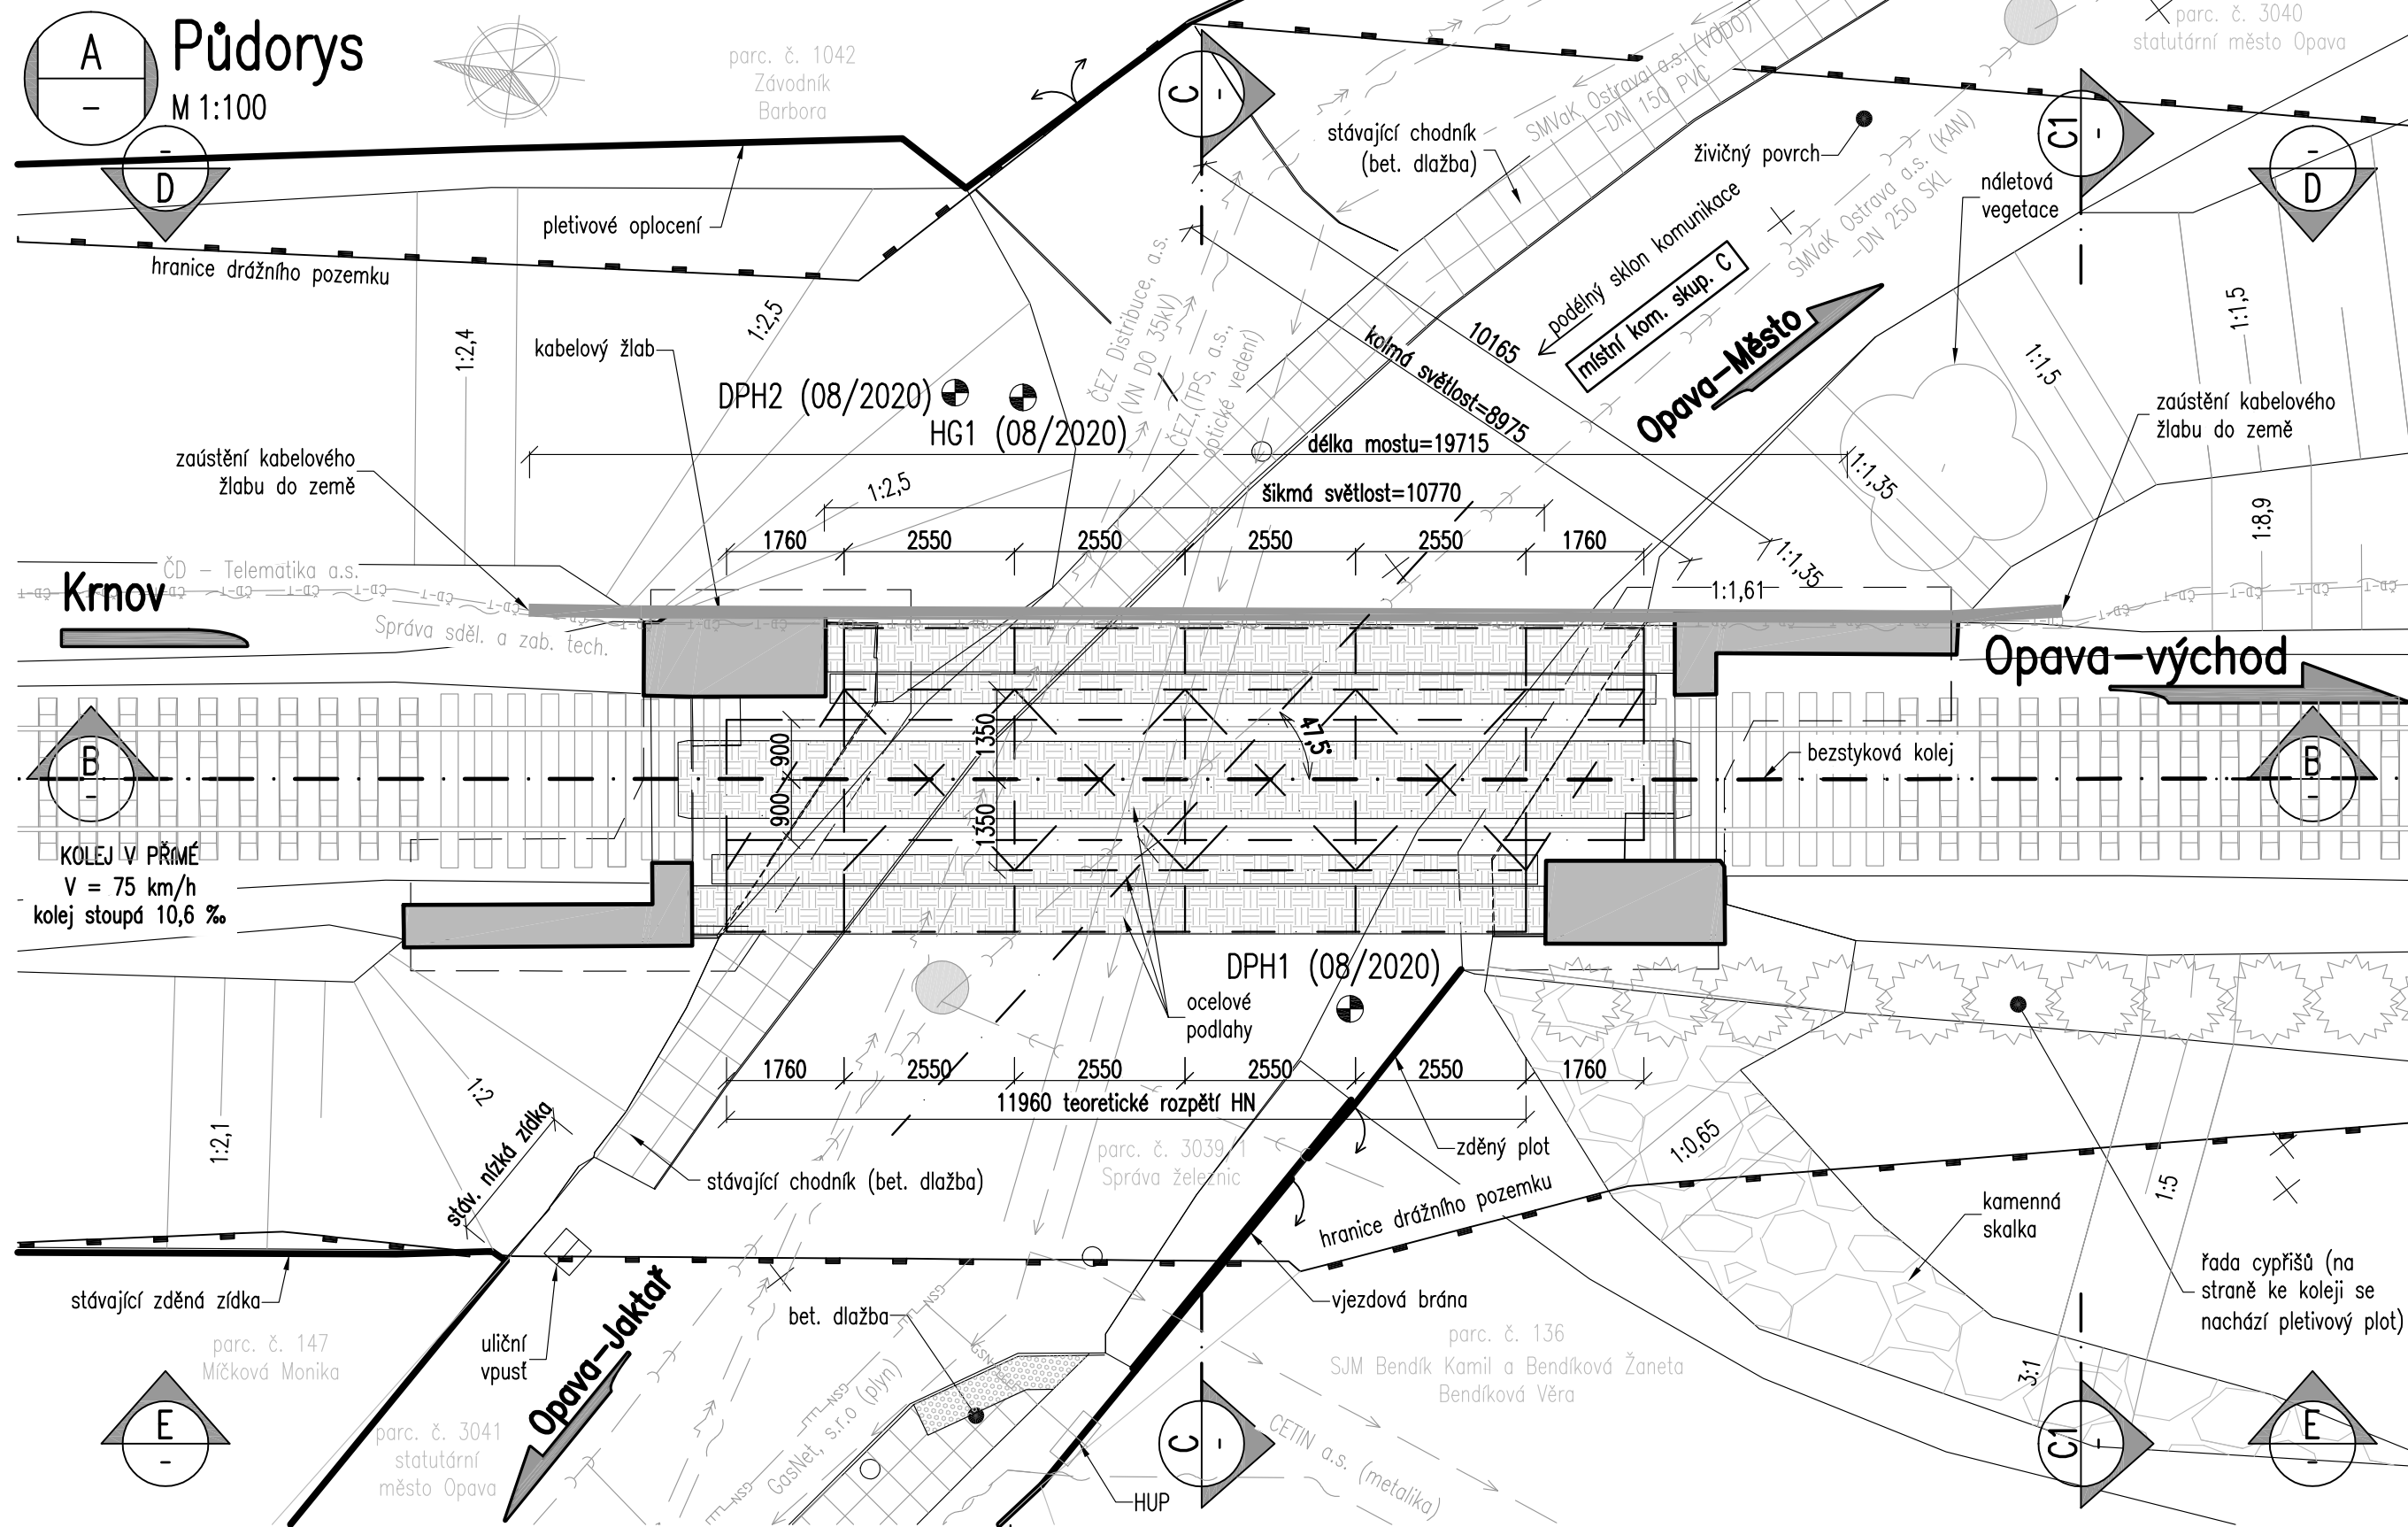 A
-
Půdorys
M 1:100
-
D
parc. č. 1042
Závodník
Barbora
C
-
stávající chodník
(bet. dlažba)
SMVaK Ostrava a.s. (VODO)
-DN 150 PVC
živičný povrch
SMVaK Ostrava a.s. (KAN)
-DN 250 SKL
parc. č. 3040
statutární město Opava
C1
-
-
D
náletová
vegetace
pletivové oplocení
hranice drážního pozemku
podélný sklon komunikace
místní kom. skup. C
Opava-Město
1:2,4
1:2,5
kabelový žlab
ČEZ Distribuce, a.s.
(VN DO 35kV)
ČEZ (TPS, a.s.,
optické vedení)
10165
kolmá světlost=8975
1:1,5
1:1,5
DPH2 (08/2020)
HG1 (08/2020)
délka mostu=19715
zaústění kabelového
žlabu do země
zaústění kabelového
žlabu do země
1:2,5
šikmá světlost=10770
1:1,35
1:8,9
1760 2550 2550 2550 2550 1760
1:1,35
1:1,61
ČD - Telematika a.s.
Krnov
Správa sděl. a zab. tech.
Opava-východ
900
900
1350
1350
47,5°
bezstyková kolej
B
-
B
-
KOLEJ V PŘÍMÉ
V = 75 km/h
kolej stoupá 10,6 ‰
DPH1 (08/2020)
ocelové
podlahy
1760 2550 2550 2550 2550 1760
11960 teoretické rozpětí HN
1:2
1:2,1
stáv. nízká zídka
stávající chodník (bet. dlažba)
parc. č. 3039/1
Správa železnic
zděný plot
1:0,65
hranice drážního pozemku
1:5
kamenná
skalka
řada cypřišů (na
straně ke koleji se
nachází pletivový plot)
stávající zděná zídka
vjezdová brána
uliční
vpusť
bet. dlažba
Opava-Jaktař
parc. č. 147
Míčková Monika
parc. č. 136
SJM Bendík Kamil a Bendíková Žaneta
Bendíková Věra
3:1
GSN
GSN
GSN
GasNet, s.r.o (plyn)
CETIN a.s. (metalika)
parc. č. 3041
statutární
město Opava
E
-
C
-
C1
-
E
-
HUP